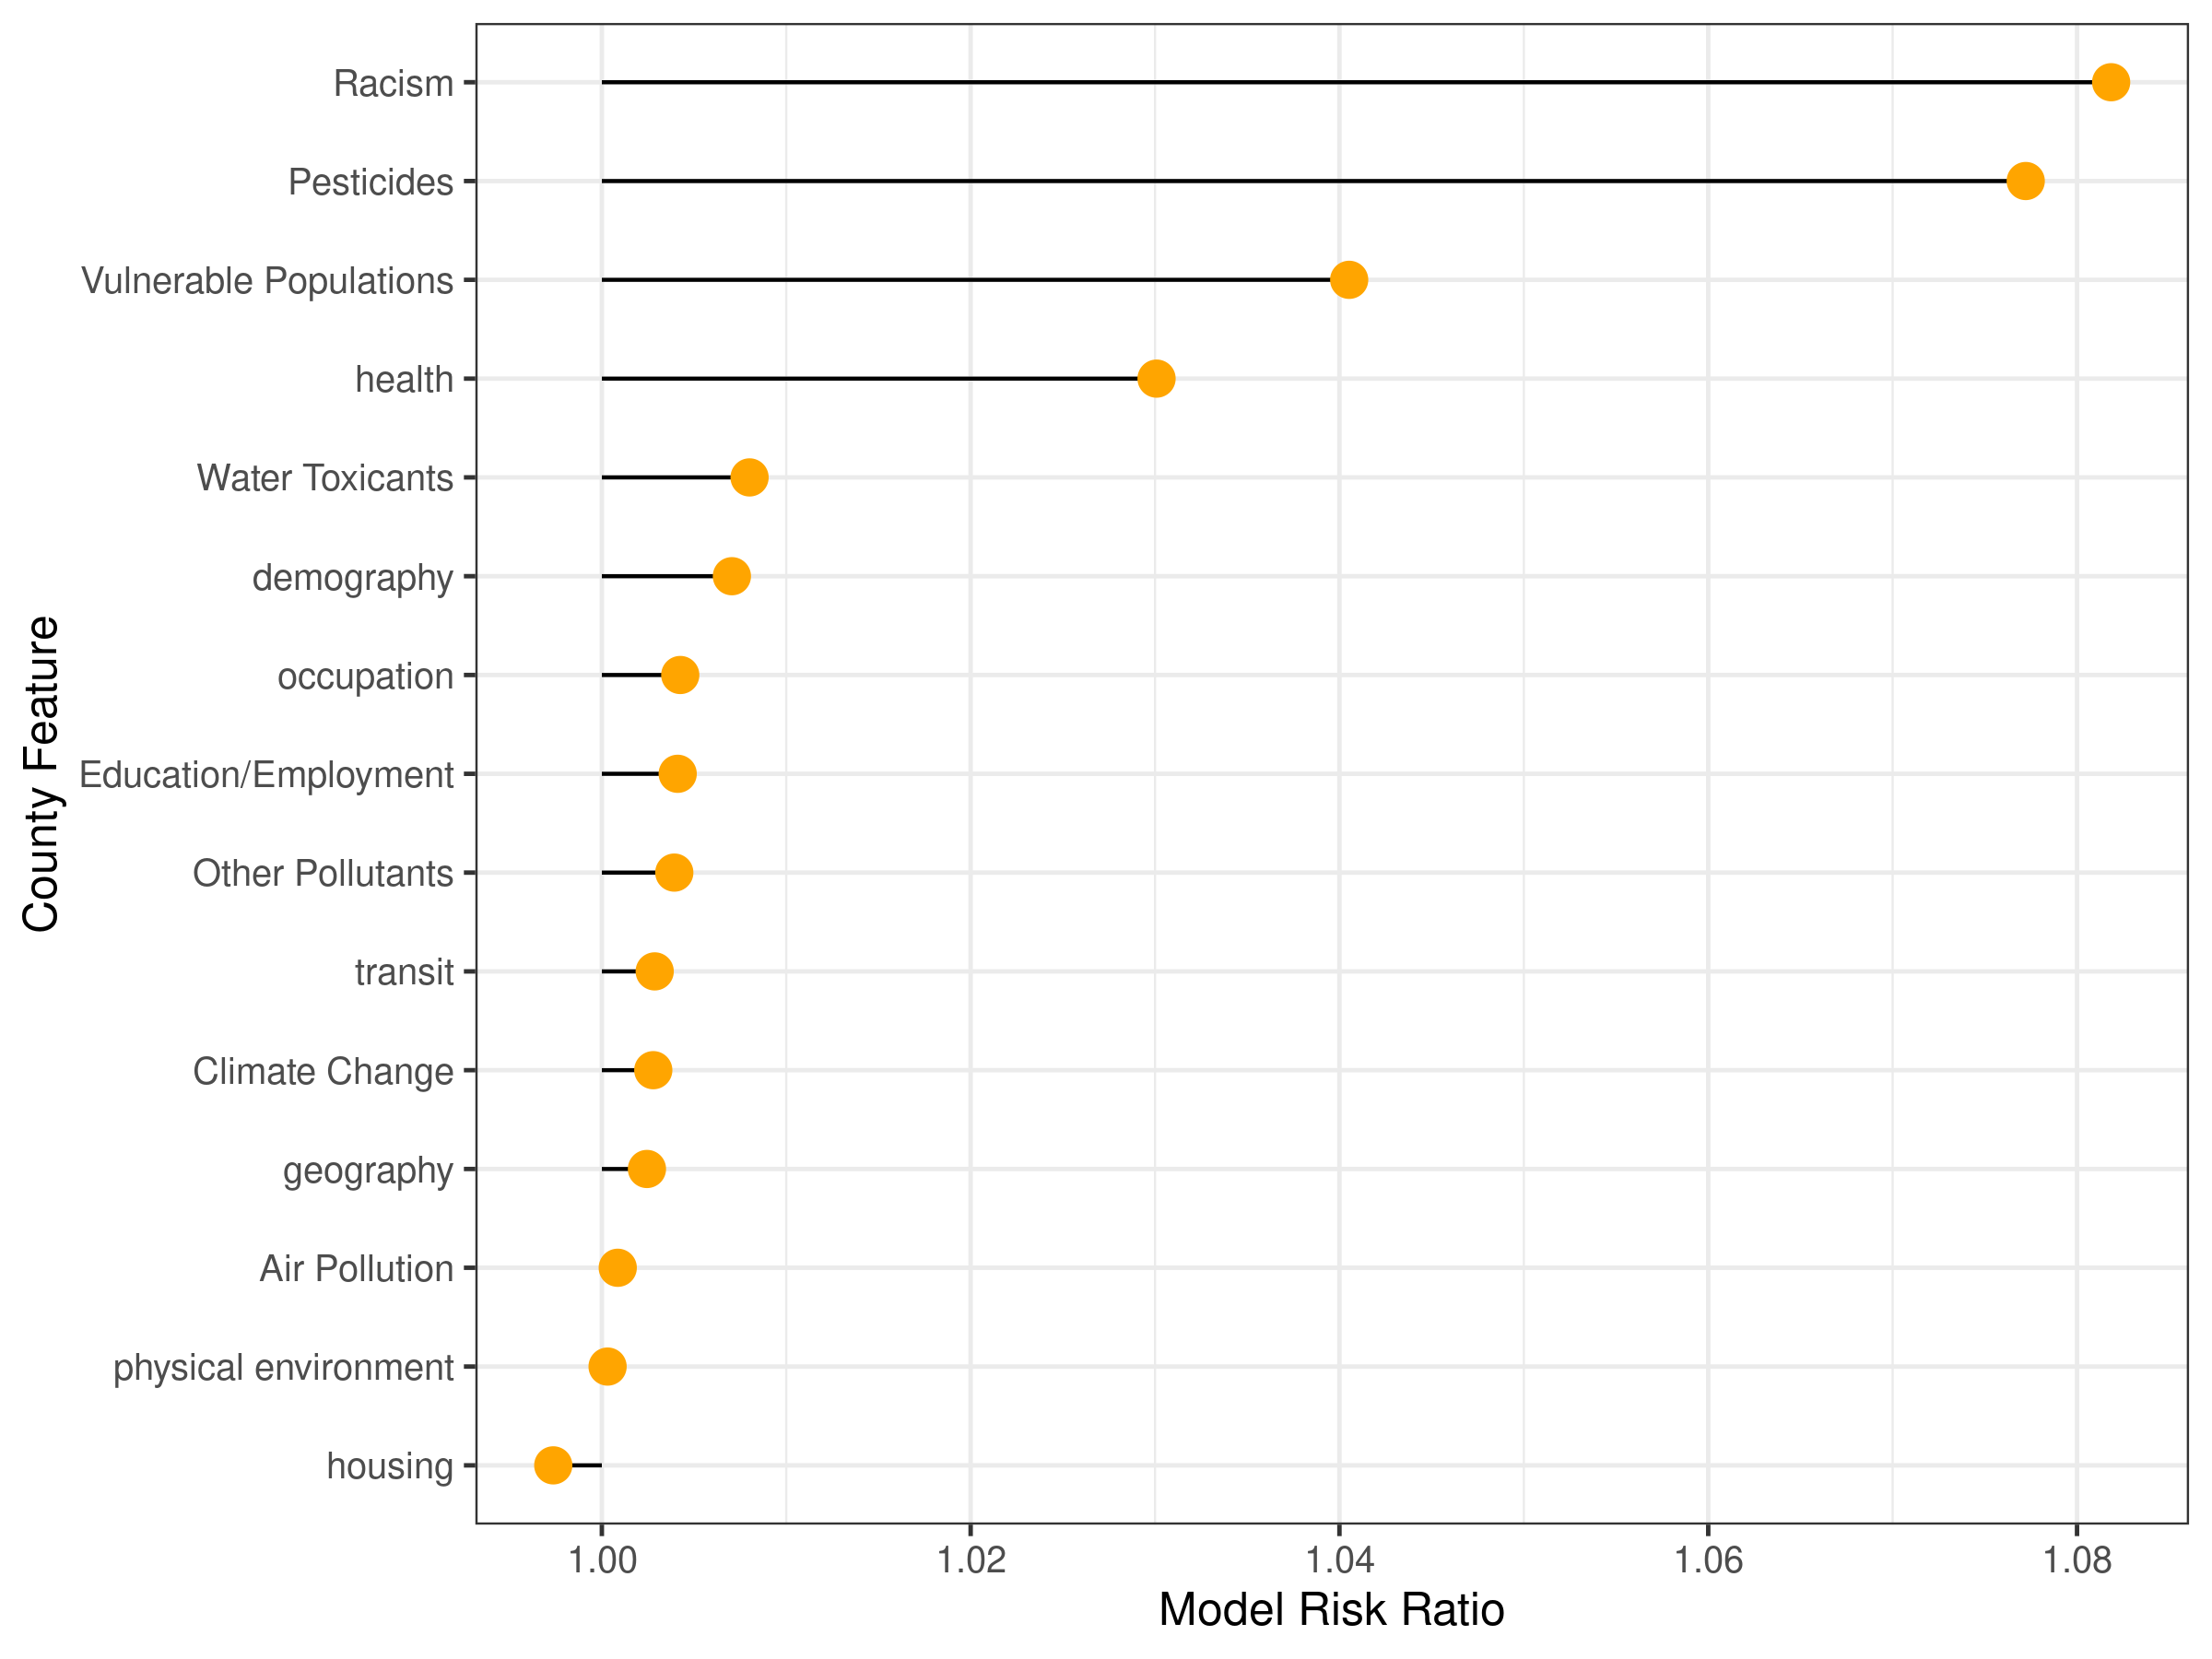 Racism
Pesticides
Vulnerable Populations
health
Water Toxicants
demography
occupation
Education/Employment
Other Pollutants
transit
Climate Change
geography
Air Pollution
physical environment
housing
County Feature
1.00 1.02 1.04 1.06 1.08
Model Risk Ratio